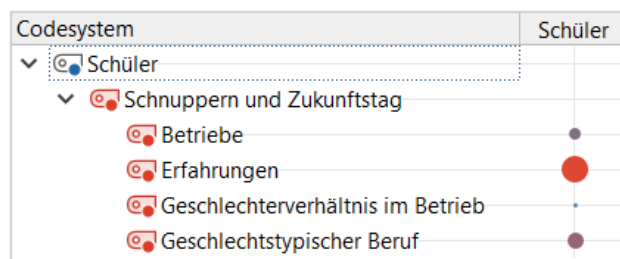 Codesystem Schüler
Schüler
Schnuppern und Zukunftstag
Betriebe
Erfahrungen
Geschlechterverhältnis im Betrieb
Geschlechtstypischer Beruf